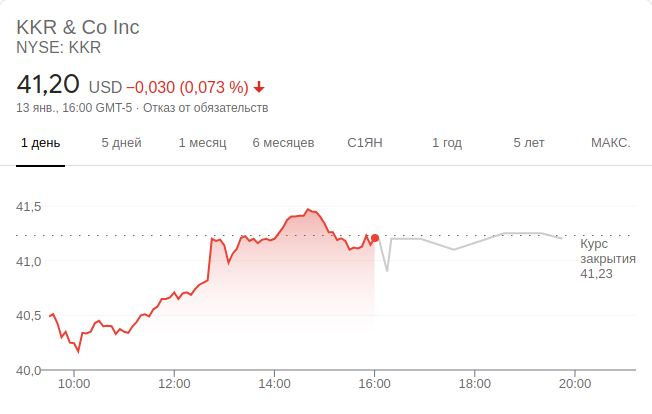 KKR & Co Inc
NYSE: KKR
41,20 USD −0,030 (0,073 %)
13 янв., 16:00 GMT-5 · Отказ от обязательств
1 день 5 дней 1 месяц 6 месяцев С1ЯН 1 год 5 лет МАКС.
41,5
41,0
40,5
40,0
Курс
закрытия
41,23
10:00 12:00 14:00 16:00 18:00 20:00